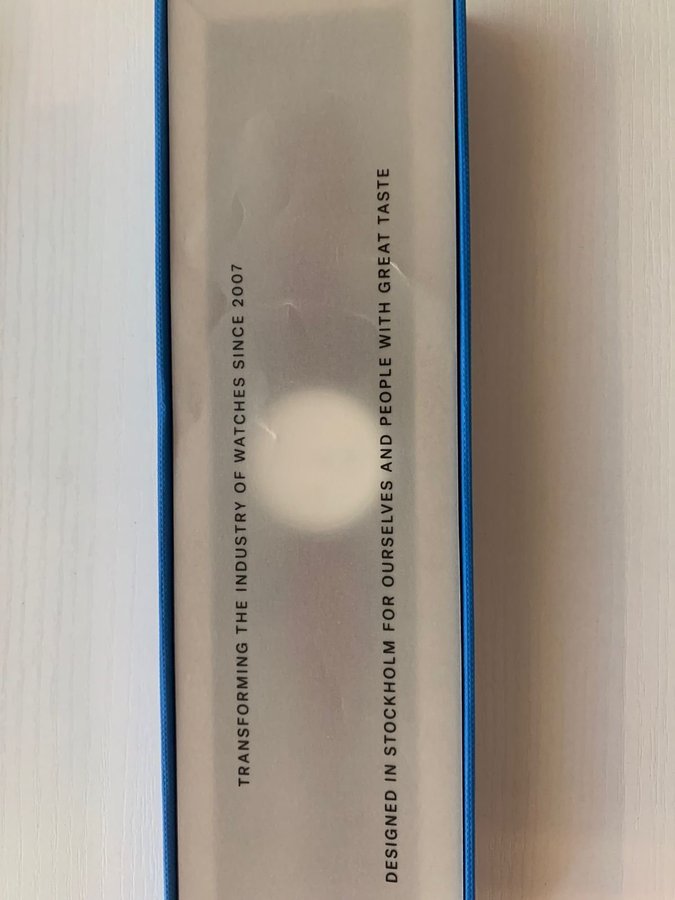 TRANSFORMING THE INDUSTRY OF WATCHES SINCE 2007
DESIGNED IN STOCKHOLM FOR OURSELVES AND PEOPLE WITH GREAT TASTE